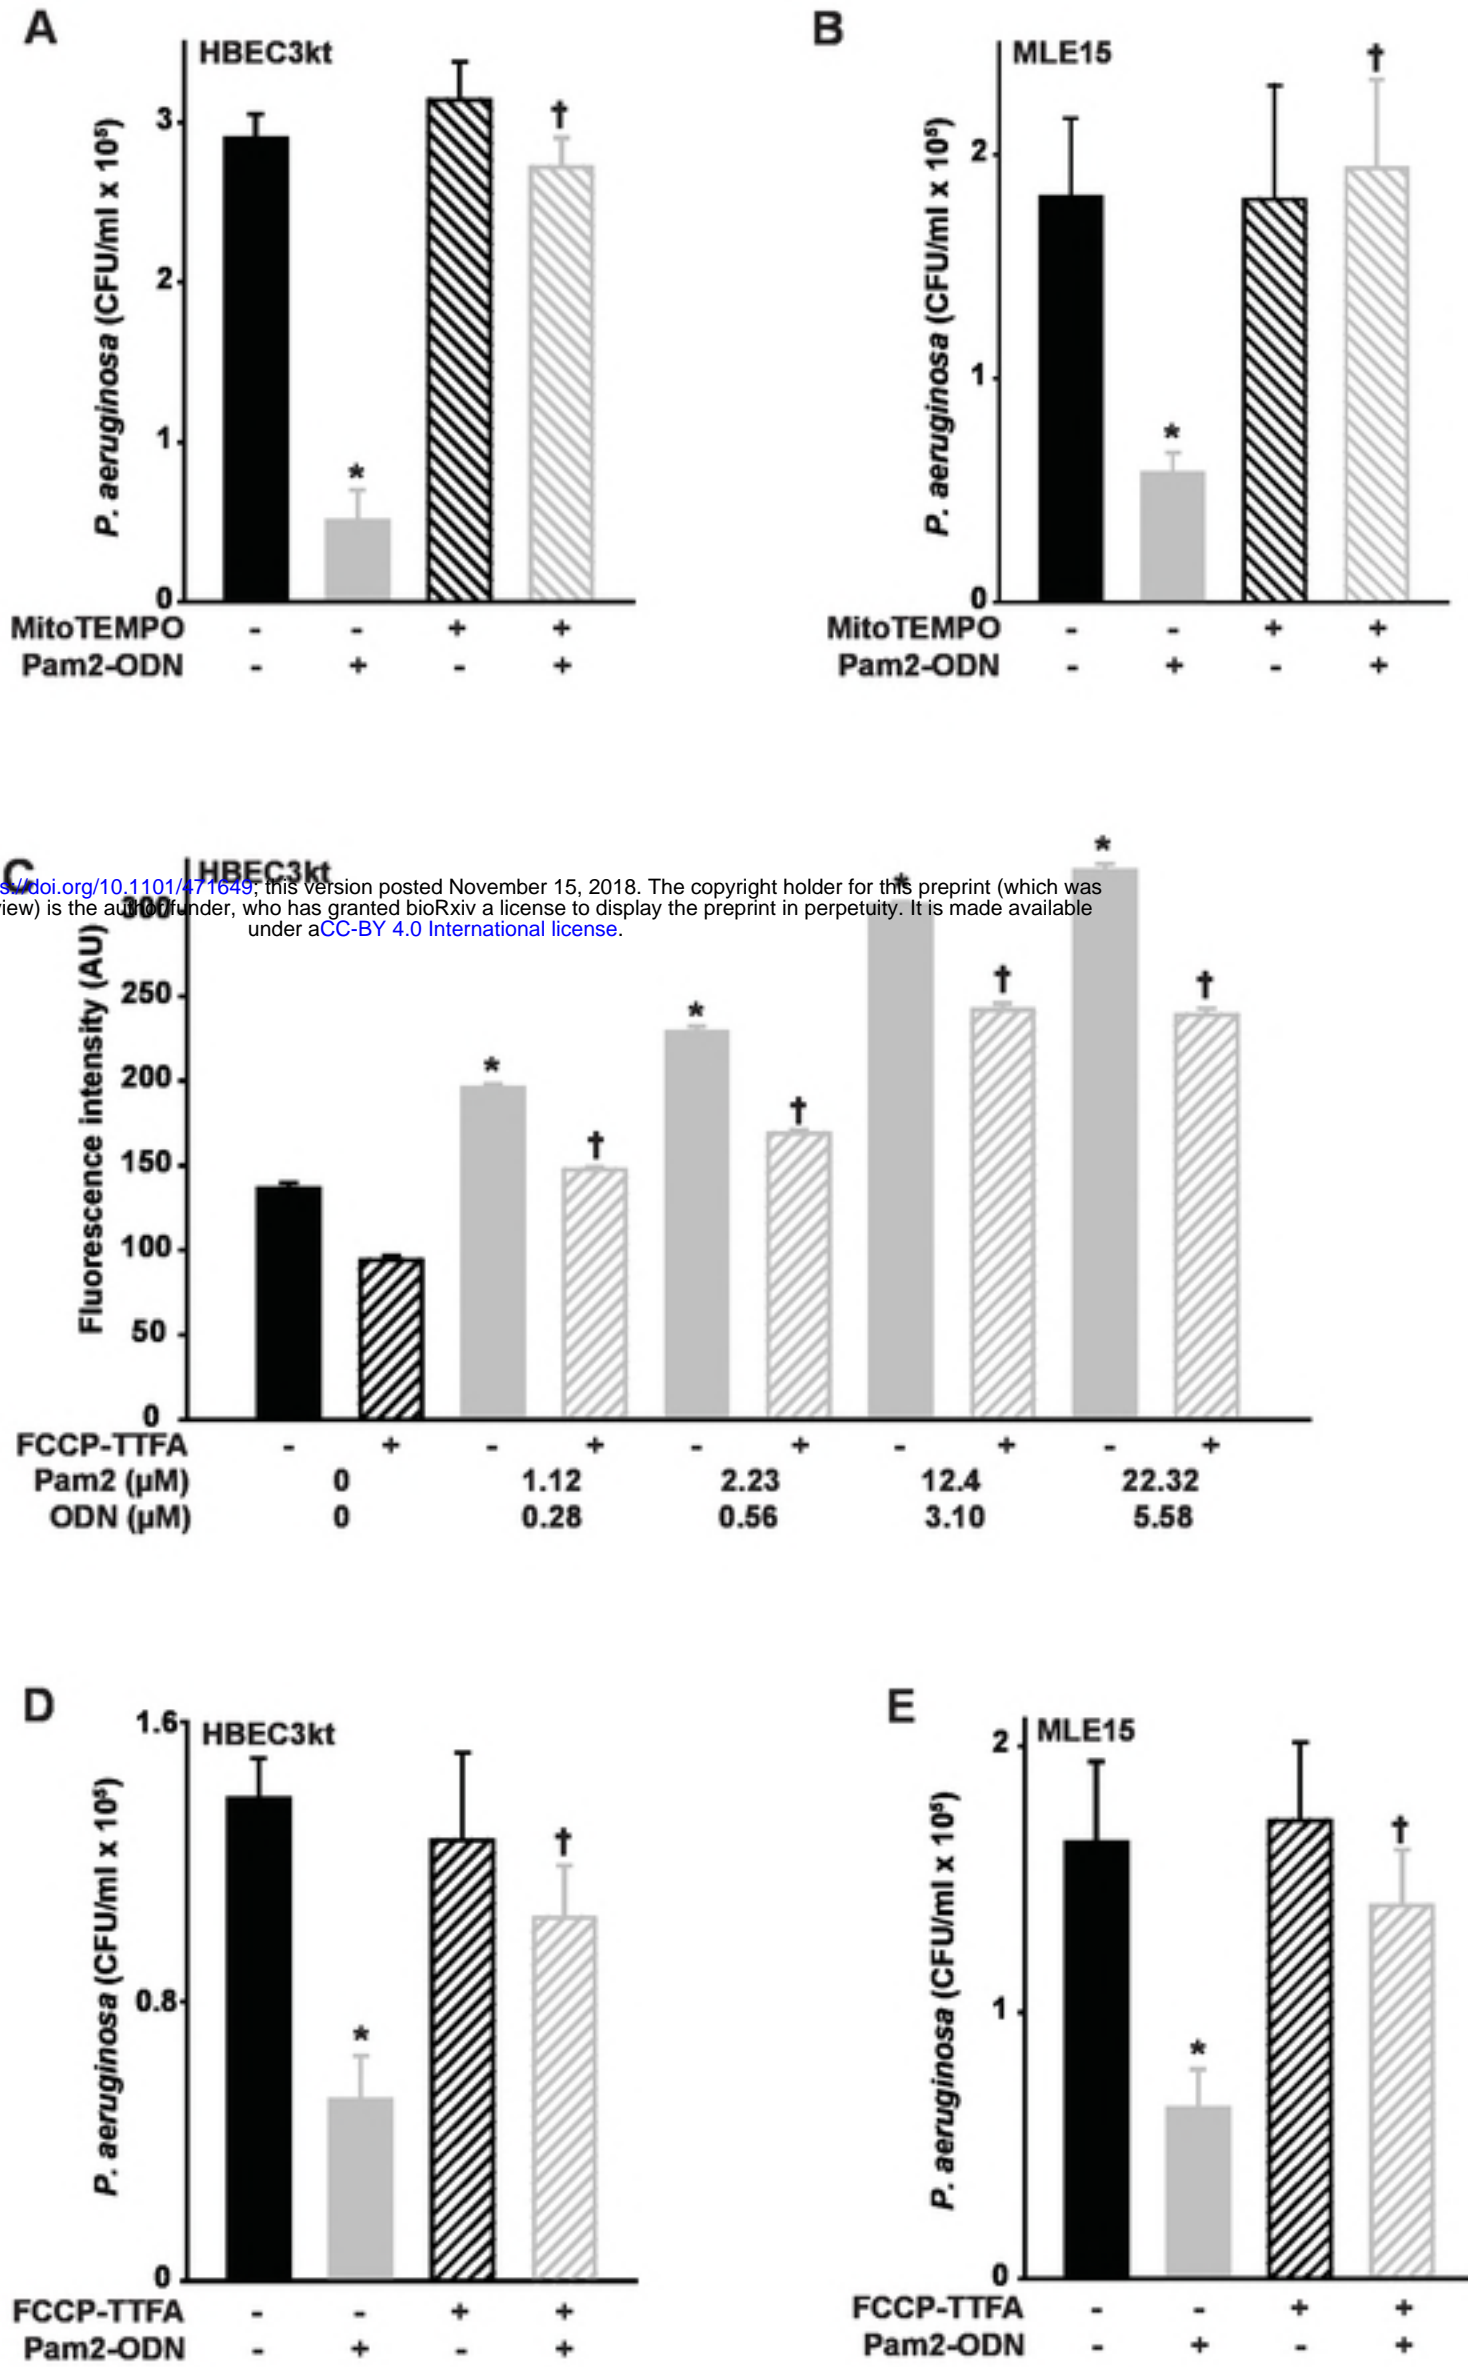 A
HBEC3kt
P. aeruginosa (CFU/ml x 10⁵)
3
2
1
0
*
†
MitoTEMPO - - + +
Pam2-ODN - + - +
B
MLE15
P. aeruginosa (CFU/ml x 10⁵)
2
1
0
*
†
MitoTEMPO - - + +
Pam2-ODN - + - +
C
HBEC3kt
s://doi.org/10.1101/471649; this version posted November 15, 2018. The copyright holder for this preprint (which was
iew) is the author/funder, who has granted bioRxiv a license to display the preprint in perpetuity. It is made available
under aCC-BY 4.0 International license.
Fluorescence intensity (AU)
300
250
200
150
100
50
0
* † * † * † * †
FCCP-TTFA - + - + - + - + - +
Pam2 (µM) 0 1.12 2.23 12.4 22.32
ODN (µM) 0 0.28 0.56 3.10 5.58
D
HBEC3kt
P. aeruginosa (CFU/ml x 10⁵)
1.6
0.8
0
*
†
FCCP-TTFA - - + +
Pam2-ODN - + - +
E
MLE15
P. aeruginosa (CFU/ml x 10⁵)
2
1
0
*
†
FCCP-TTFA - - + +
Pam2-ODN - + - +